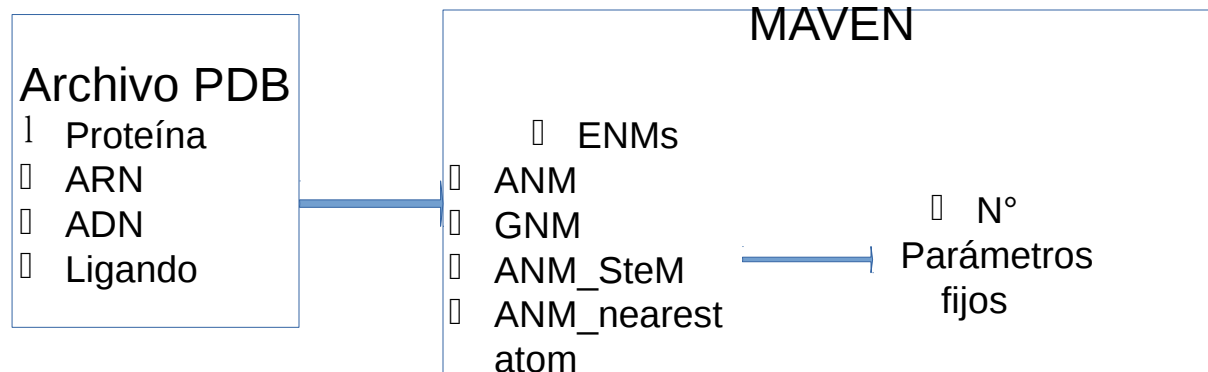 MAVEN
Archivo PDB
l Proteína
ARN
ADN
Ligando
ENMs
ANM
GNM
ANM_SteM
ANM_nearest
atom
N°
Parámetros
fijos